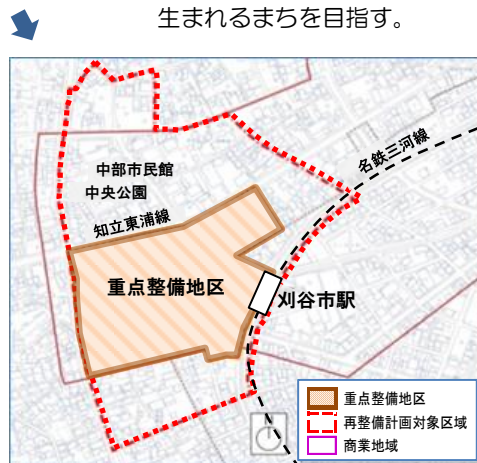 生まれるまちを目指す。
名鉄三河線
中部市民館
中央公園
知立東浦線
重点整備地区
刈谷市駅
重点整備地区
再整備計画対象区域
商業地域